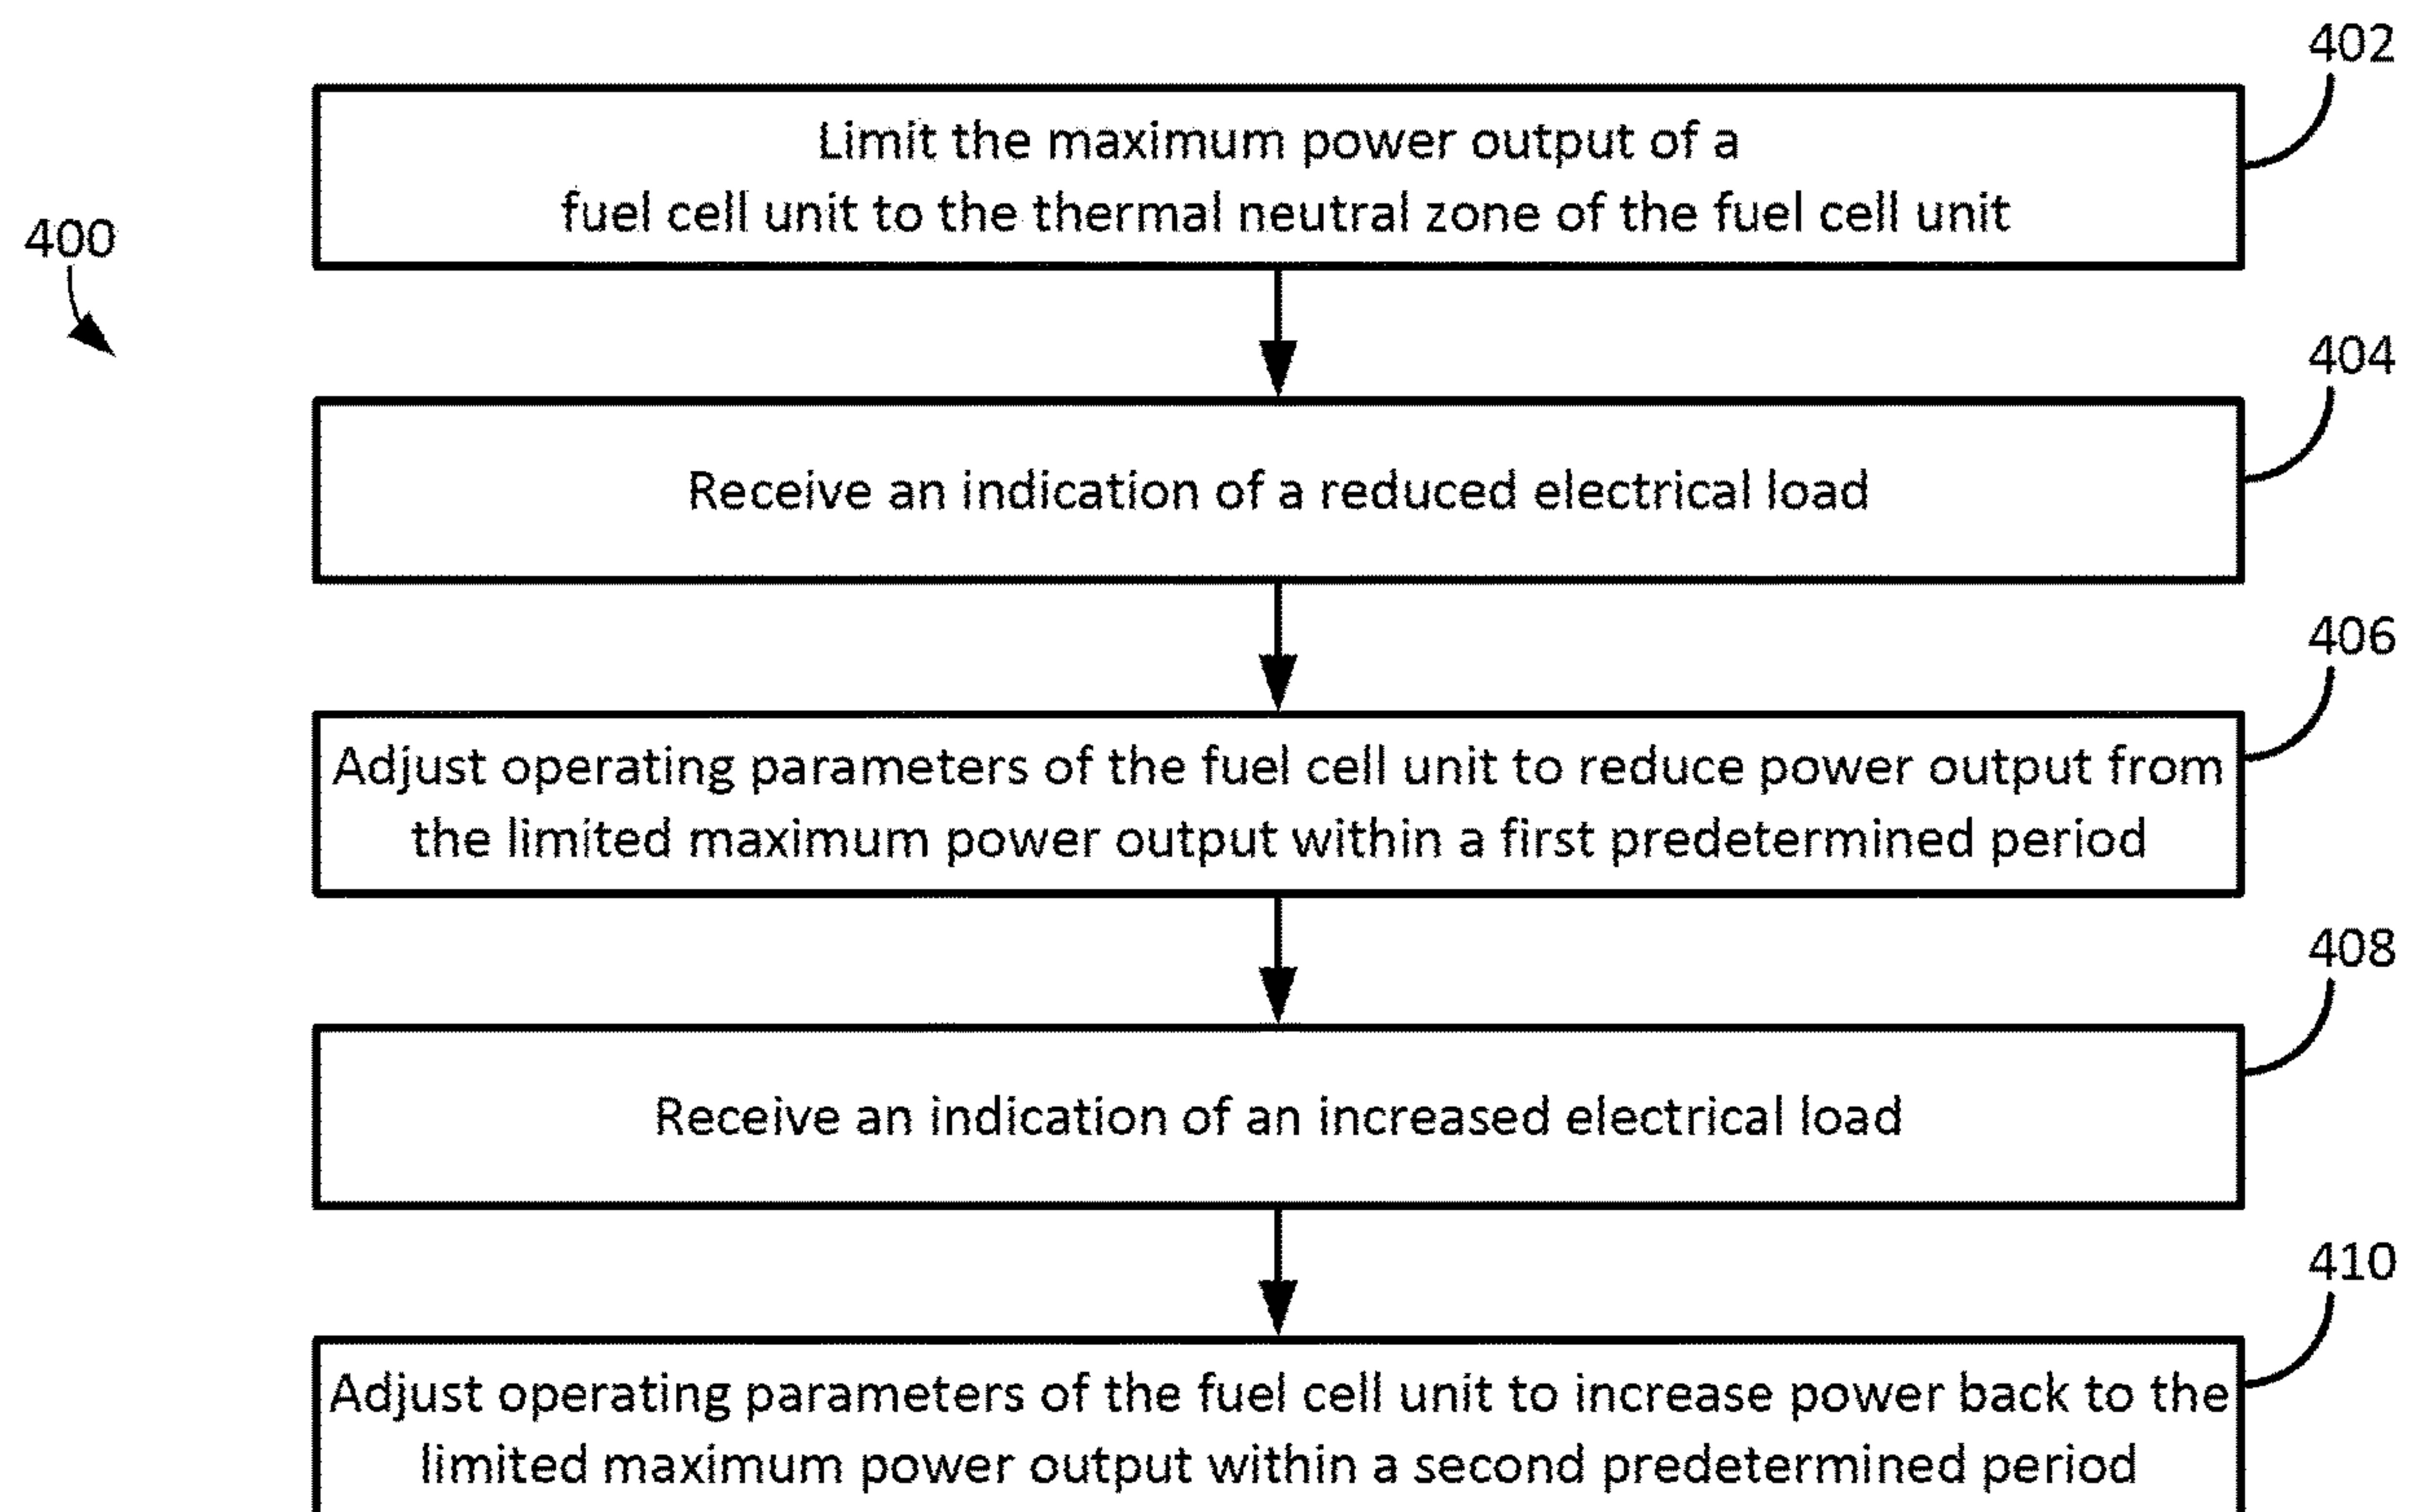 402
Limit the maximum power output of a
fuel cell unit to the thermal neutral zone of the fuel cell unit
400
404
Receive an indication of a reduced electrical load
406
Adjust operating parameters of the fuel cell unit to reduce power output from
the limited maximum power output within a first predetermined period
408
Receive an indication of an increased electrical load
410
Adjust operating parameters of the fuel cell unit to increase power back to the
limited maximum power output within a second predetermined period